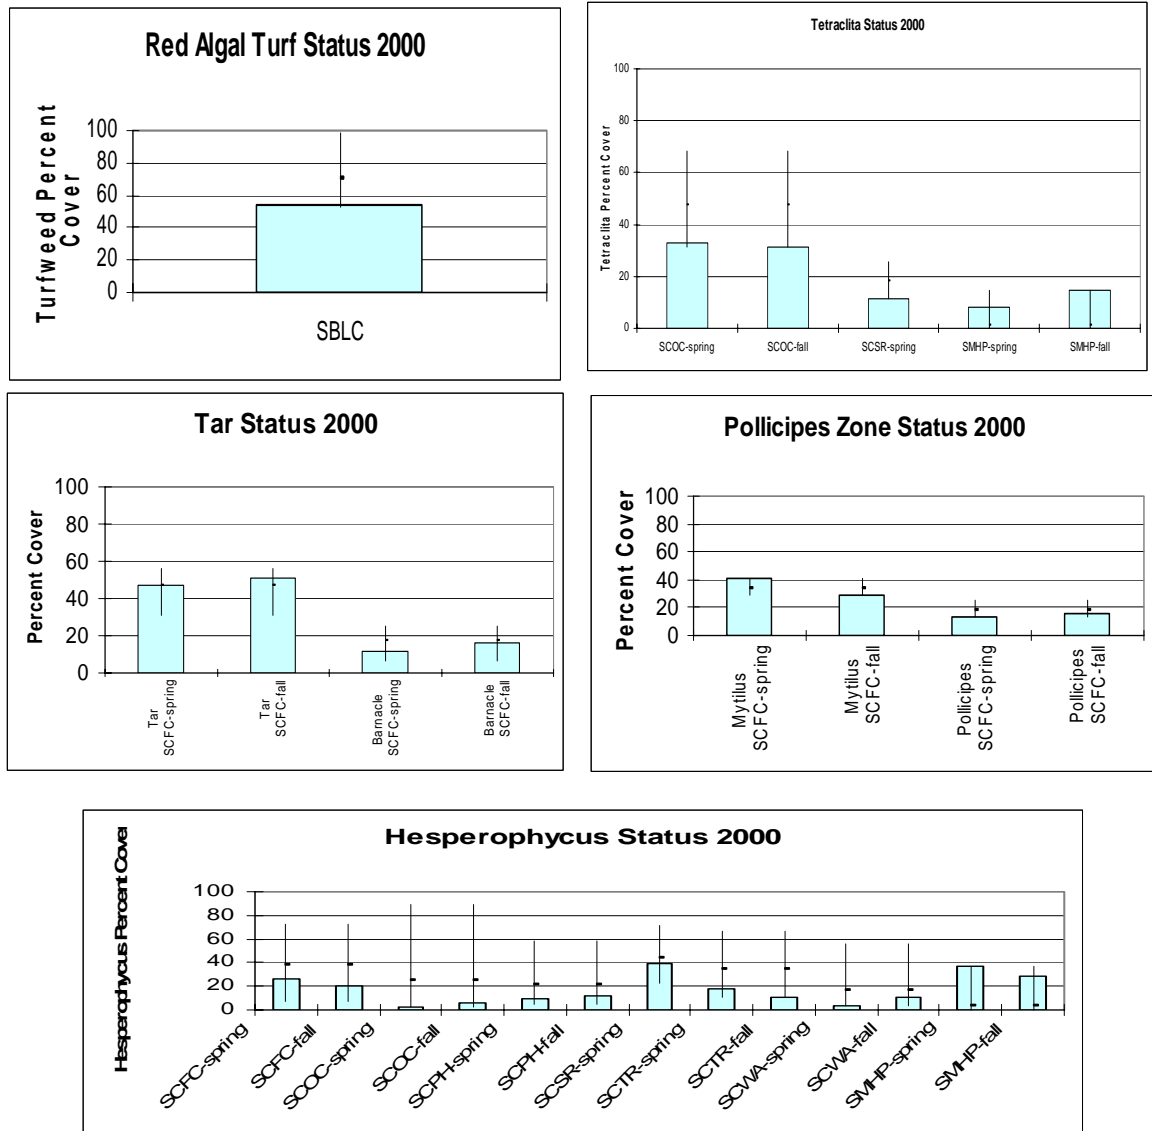 Red Algal Turf Status 2000
Turfweed Percent
Cover
100
80
60
40
20
0
SBLC
Tetraclita Status 2000
Tetraclita Percent Cover
100
80
60
40
20
0
SCOC-spring
SCOC-fall
SCSR-spring
SMHP-spring
SMHP-fall
Tar Status 2000
Percent Cover
100
80
60
40
20
0
Tar
SCFC-spring
Tar
SCFC-fall
Barnacle
SCFC-spring
Barnacle
SCFC-fall
Pollicipes Zone Status 2000
Percent Cover
100
80
60
40
20
0
Mytilus
SCFC-spring
Mytilus
SCFC-fall
Pollicipes
SCFC-spring
Pollicipes
SCFC-fall
Hesperophycus Status 2000
Hesperophycus Percent Cover
100
80
60
40
20
0
SCFC-spring
SCFC-fall
SCOC-spring
SCOC-fall
SCPH-spring
SCPH-fall
SCSR-spring
SCTR-spring
SCTR-fall
SCWA-spring
SCWA-fall
SMHP-spring
SMHP-fall